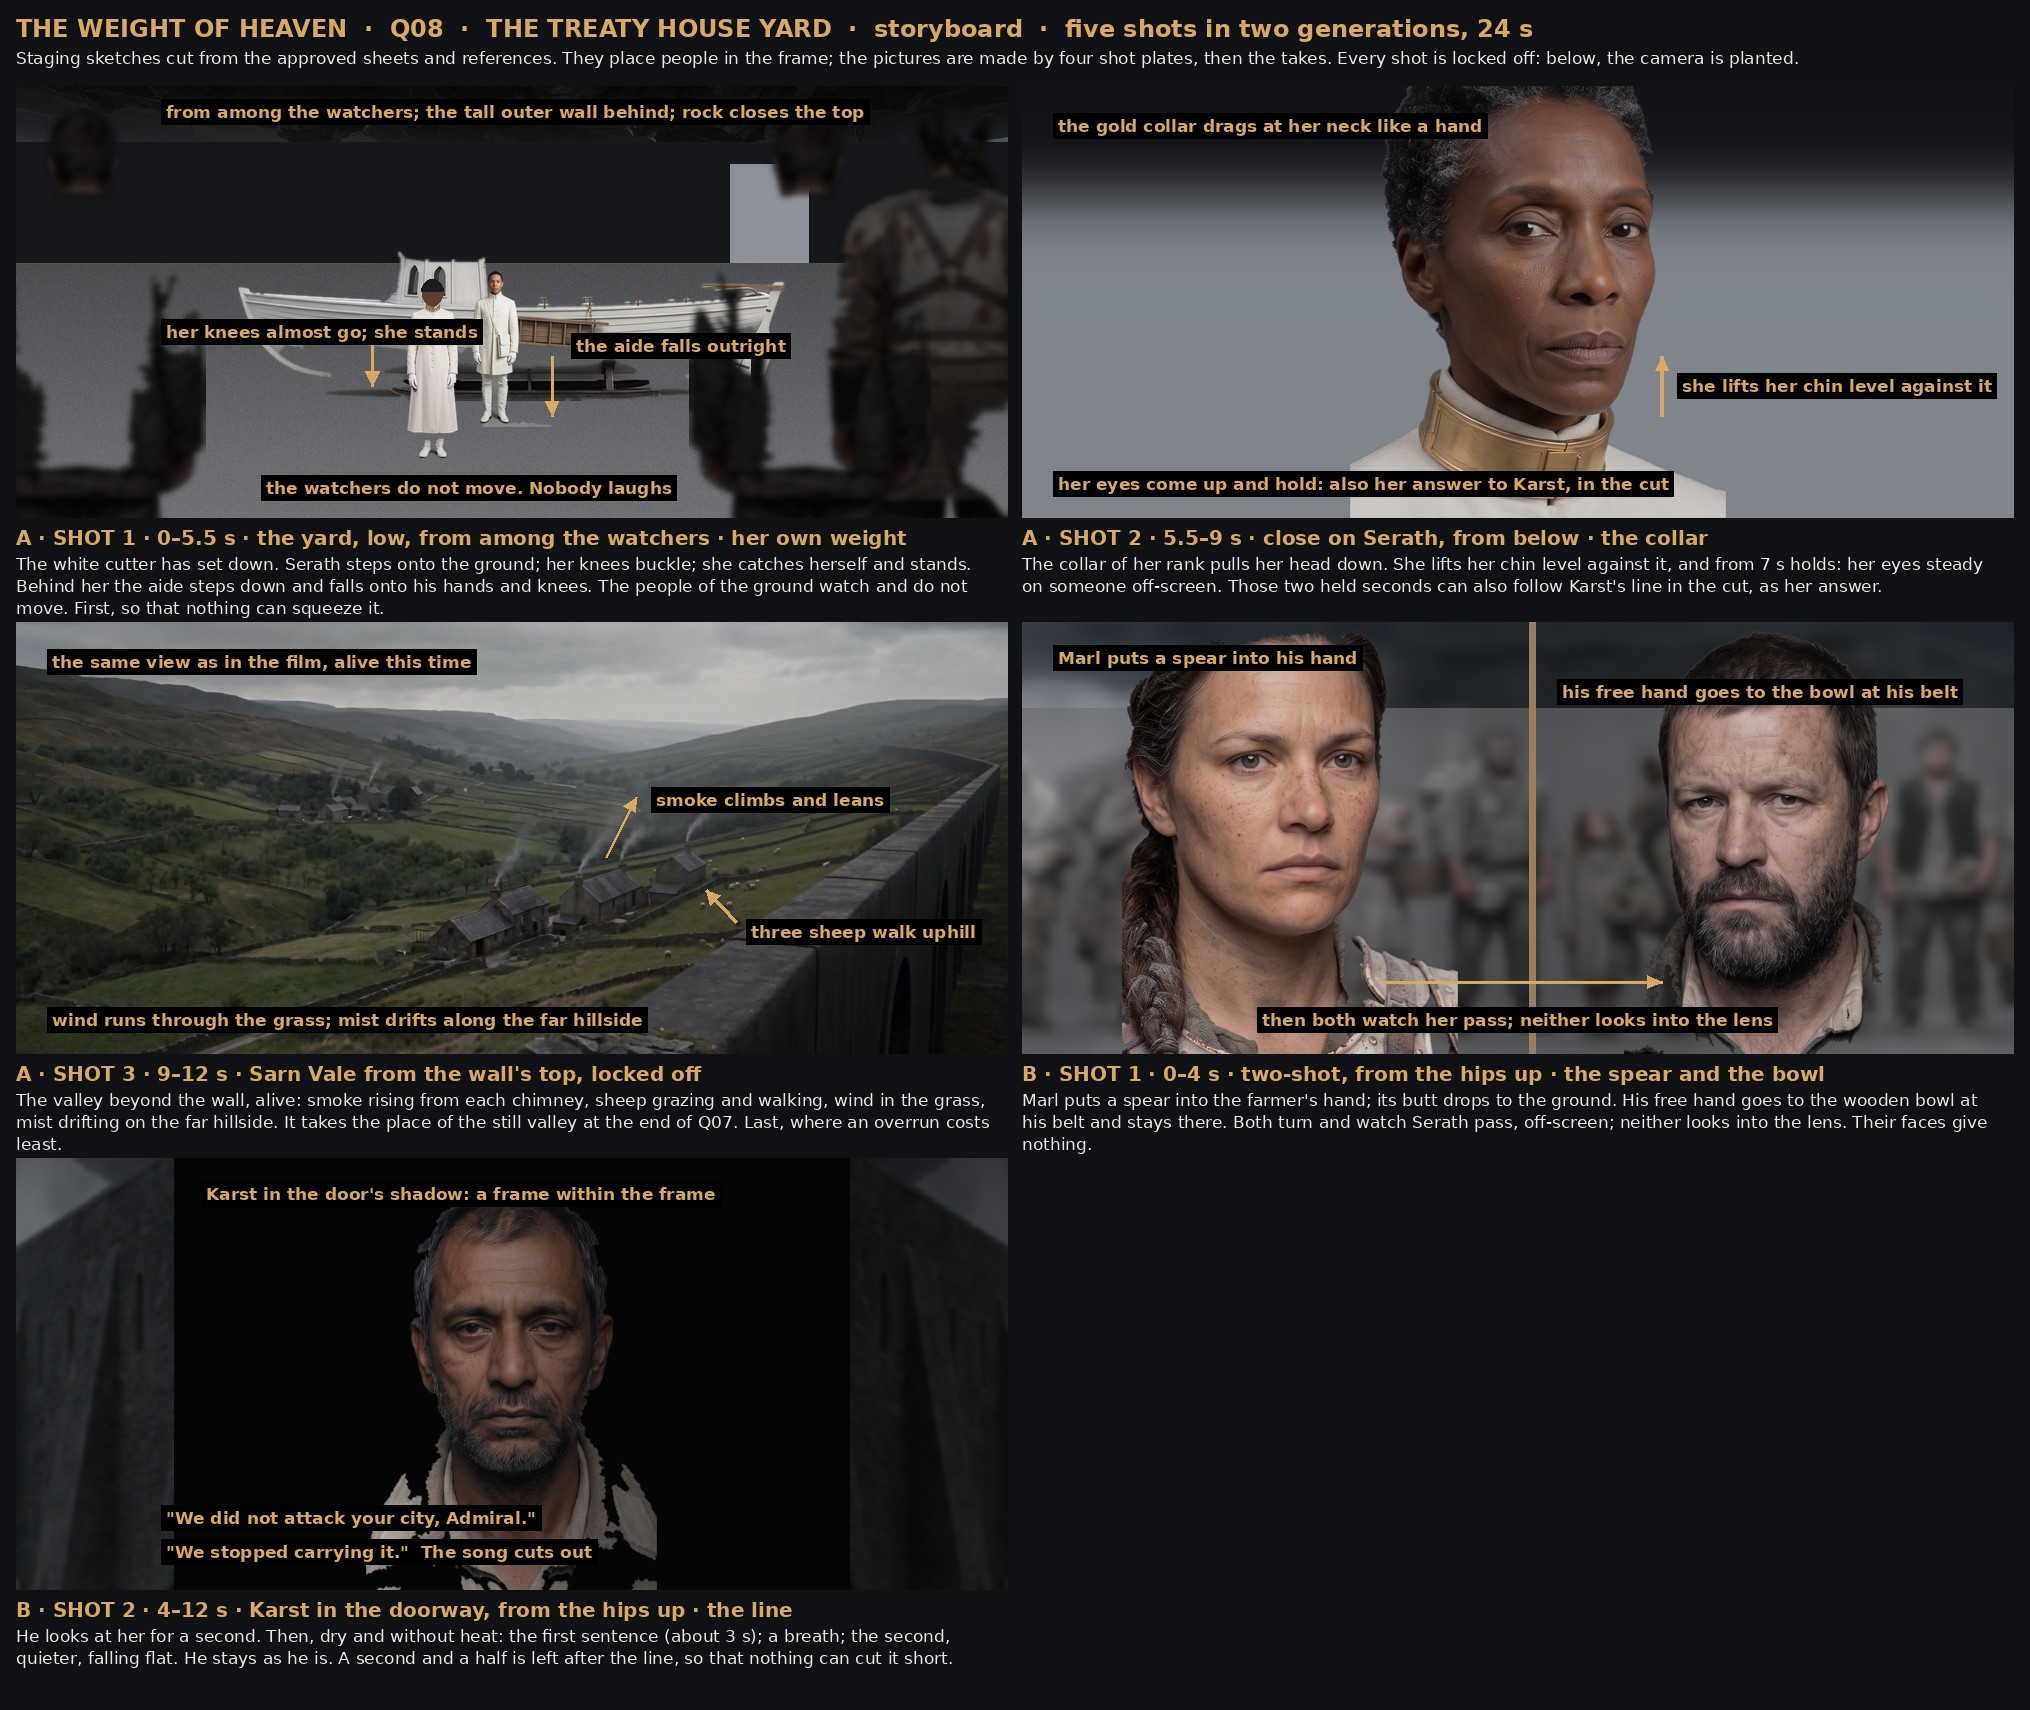 THE WEIGHT OF HEAVEN · Q08 · THE TREATY HOUSE YARD · storyboard · five shots in two generations, 24 s
Staging sketches cut from the approved sheets and references. They place people in the frame; the pictures are made by four shot plates, then the takes. Every shot is locked off: below, the camera is planted.
from among the watchers; the tall outer wall behind; rock closes the top
her knees almost go; she stands
the aide falls outright
the watchers do not move. Nobody laughs
A · SHOT 1 · 0–5.5 s · the yard, low, from among the watchers · her own weight
The white cutter has set down. Serath steps onto the ground; her knees buckle; she catches herself and stands.
Behind her the aide steps down and falls onto his hands and knees. The people of the ground watch and do not
move. First, so that nothing can squeeze it.
the gold collar drags at her neck like a hand
she lifts her chin level against it
her eyes come up and hold: also her answer to Karst, in the cut
A · SHOT 2 · 5.5–9 s · close on Serath, from below · the collar
The collar of her rank pulls her head down. She lifts her chin level against it, and from 7 s holds: her eyes steady
on someone off-screen. Those two held seconds can also follow Karst's line in the cut, as her answer.
the same view as in the film, alive this time
smoke climbs and leans
three sheep walk uphill
wind runs through the grass; mist drifts along the far hillside
A · SHOT 3 · 9–12 s · Sarn Vale from the wall's top, locked off
The valley beyond the wall, alive: smoke rising from each chimney, sheep grazing and walking, wind in the grass,
mist drifting on the far hillside. It takes the place of the still valley at the end of Q07. Last, where an overrun costs
least.
Marl puts a spear into his hand
his free hand goes to the bowl at his belt
then both watch her pass; neither looks into the lens
B · SHOT 1 · 0–4 s · two-shot, from the hips up · the spear and the bowl
Marl puts a spear into the farmer's hand; its butt drops to the ground. His free hand goes to the wooden bowl at
his belt and stays there. Both turn and watch Serath pass, off-screen; neither looks into the lens. Their faces give
nothing.
Karst in the door's shadow: a frame within the frame
"We did not attack your city, Admiral."
"We stopped carrying it." The song cuts out
B · SHOT 2 · 4–12 s · Karst in the doorway, from the hips up · the line
He looks at her for a second. Then, dry and without heat: the first sentence (about 3 s); a breath; the second,
quieter, falling flat. He stays as he is. A second and a half is left after the line, so that nothing can cut it short.